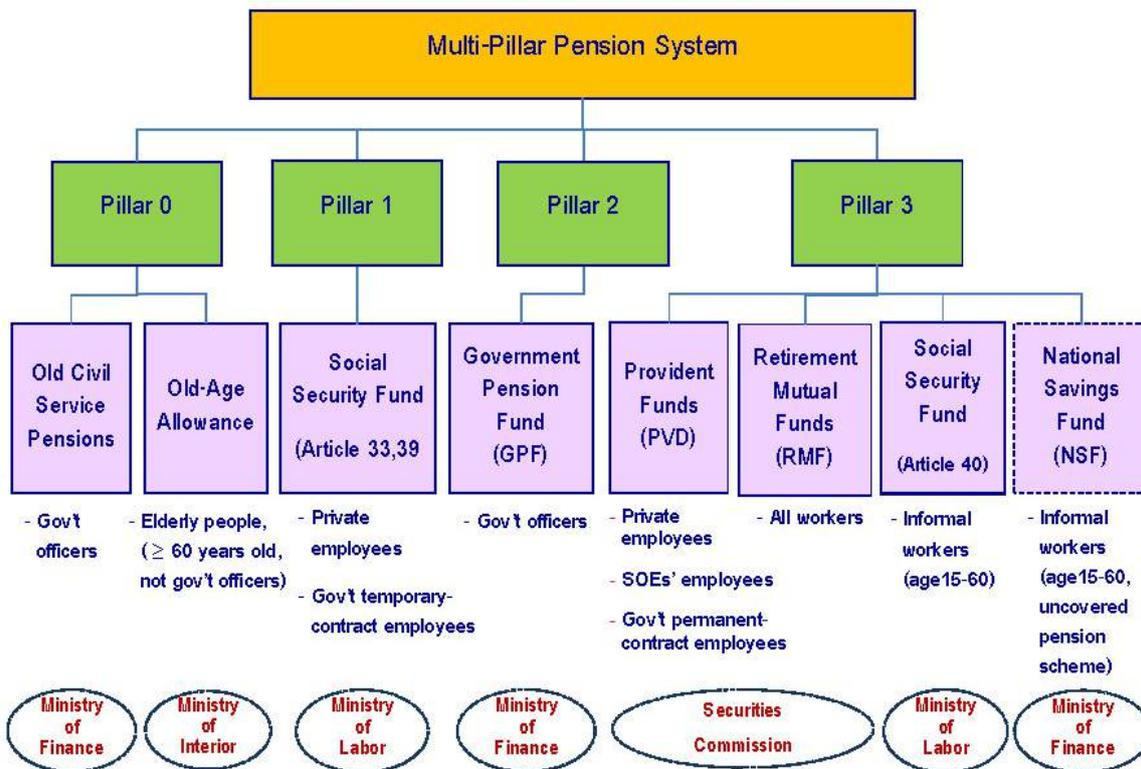 Multi-Pillar Pension System
Pillar 0
Pillar 1
Pillar 2
Pillar 3
Old Civil
Service
Pensions
Old-Age
Allowance
Social
Security Fund
(Article 33,39
Government
Pension
Fund
(GPF)
Provident
Funds
(PVD)
Retirement
Mutual
Funds
(RMF)
Social
Security
Fund
(Article 40)
National
Savings
Fund
(NSF)
- Gov't
officers
- Elderly people,
(≥ 60 years old,
not gov't officers)
- Private
employees
- Gov't temporary-
contract employees
- Gov't officers
- Private
employees
- SOEs' employees
- Gov't permanent-
contract employees
- All workers
- Informal
workers
(age15-60)
- Informal
workers
(age15-60,
uncovered
pension
scheme)
Ministry
of
Finance
Ministry
of
Interior
Ministry
of
Labor
Ministry
of
Finance
Securities
Commission
Ministry
of
Labor
Ministry
of
Finance